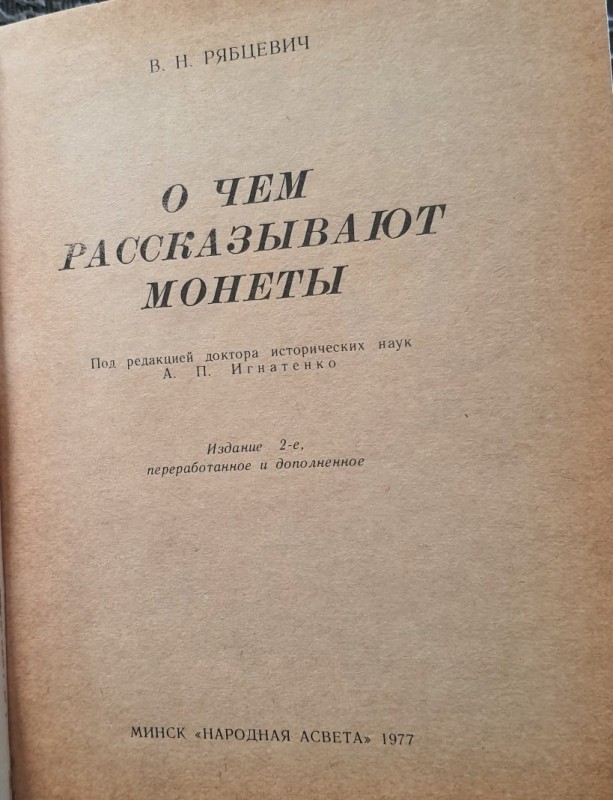 В. Н. РЯБЦЕВИЧ
О ЧЕМ
РАССКАЗЫВАЮТ
МОНЕТЫ
Под редакцией доктора исторических наук
А. П. Игнатенко
Издание 2-е,
переработанное и дополненное
МИНСК «НАРОДНАЯ АСВЕТА» 1977